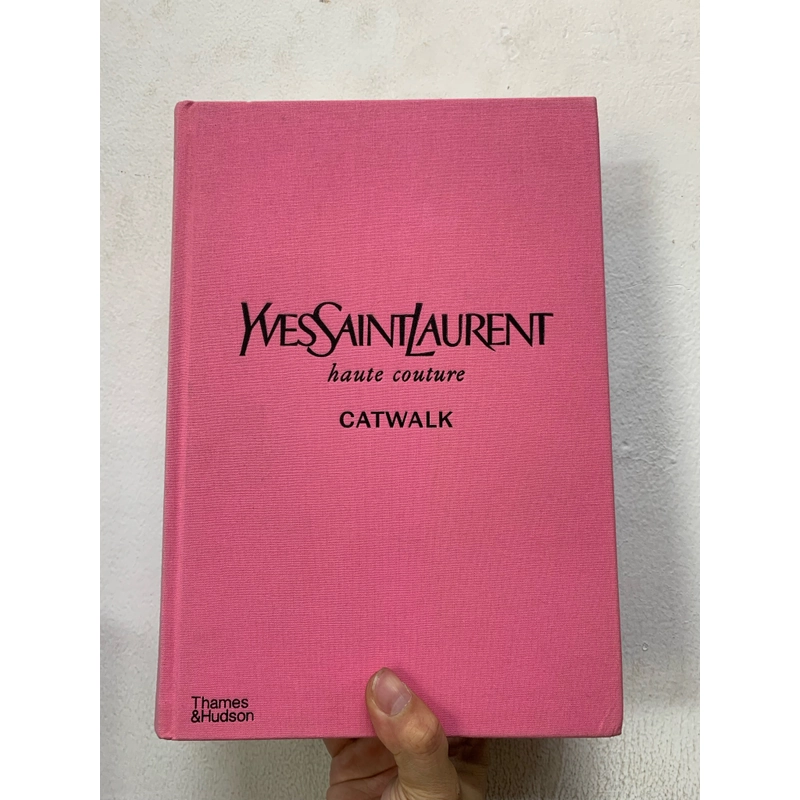 YVESSAINTLAURENT
haute couture
CATWALK
Thames
&Hudson